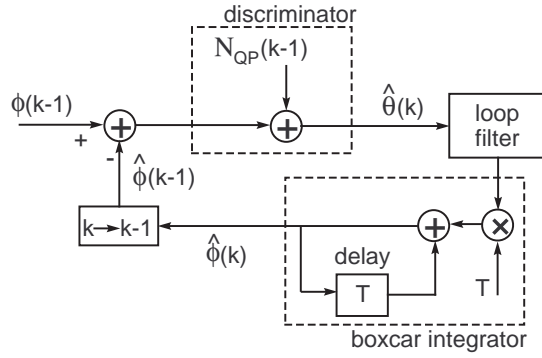 discriminator
N_QP(k-1)
ϕ(k-1)
+
+
+
θ̂(k)
loop
filter
-
ϕ̂(k-1)
k→k-1
ϕ̂(k)
+
×
delay
T
T
boxcar integrator